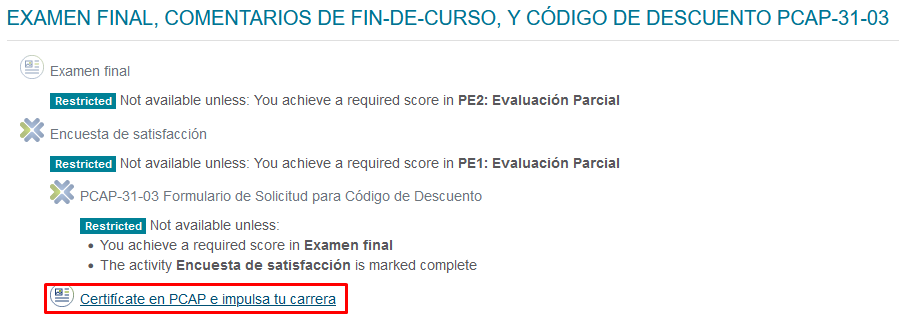 EXAMEN FINAL, COMENTARIOS DE FIN-DE-CURSO, Y CÓDIGO DE DESCUENTO PCAP-31-03
Examen final
Restricted Not available unless: You achieve a required score in PE2: Evaluación Parcial
Encuesta de satisfacción
Restricted Not available unless: You achieve a required score in PE1: Evaluación Parcial
PCAP-31-03 Formulario de Solicitud para Código de Descuento
Restricted Not available unless:
• You achieve a required score in Examen final
• The activity Encuesta de satisfacción is marked complete
Certifícate en PCAP e impulsa tu carrera